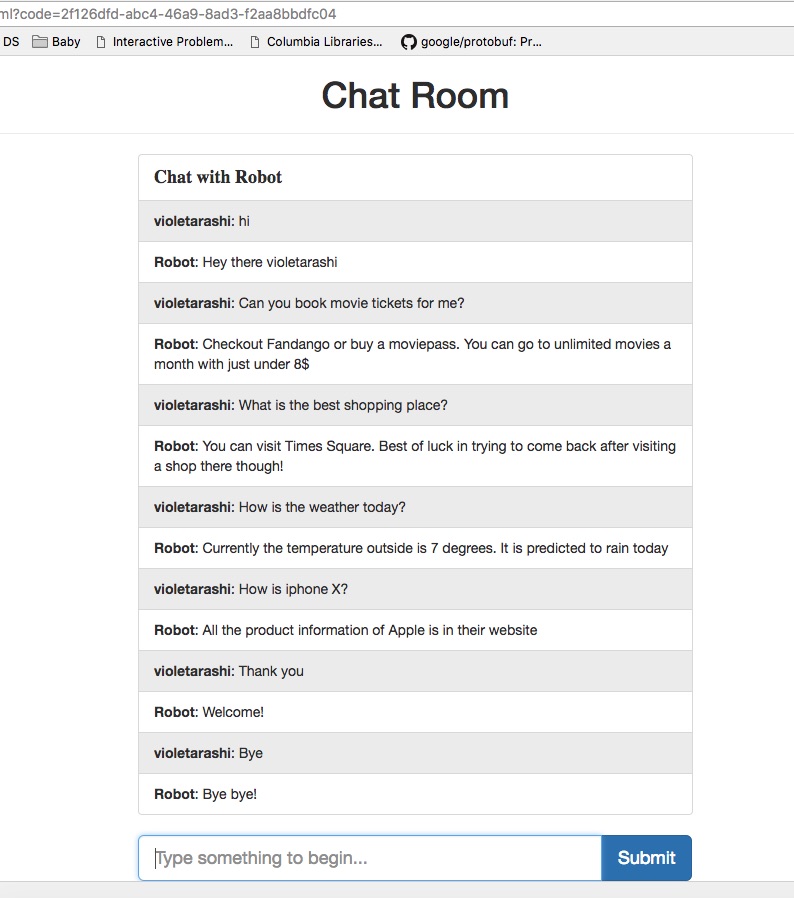 ml?code=2f126dfd-abc4-46a9-8ad3-f2aa8bbdfc04
DS Baby Interactive Problem... Columbia Libraries... google/protobuf: Pr...
Chat Room
Chat with Robot
violetarashi: hi
Robot: Hey there violetarashi
violetarashi: Can you book movie tickets for me?
Robot: Checkout Fandango or buy a moviepass. You can go to unlimited movies a
month with just under 8$
violetarashi: What is the best shopping place?
Robot: You can visit Times Square. Best of luck in trying to come back after visiting
a shop there though!
violetarashi: How is the weather today?
Robot: Currently the temperature outside is 7 degrees. It is predicted to rain today
violetarashi: How is iphone X?
Robot: All the product information of Apple is in their website
violetarashi: Thank you
Robot: Welcome!
violetarashi: Bye
Robot: Bye bye!
Type something to begin... Submit